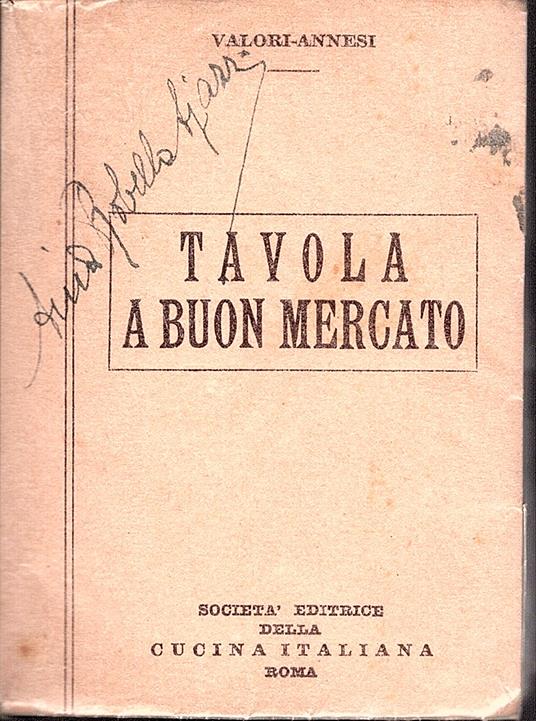 VALORI-ANNESI
TAVOLA
A BUON MERCATO
SOCIETA' EDITRICE
DELLA
CUCINA ITALIANA
ROMA